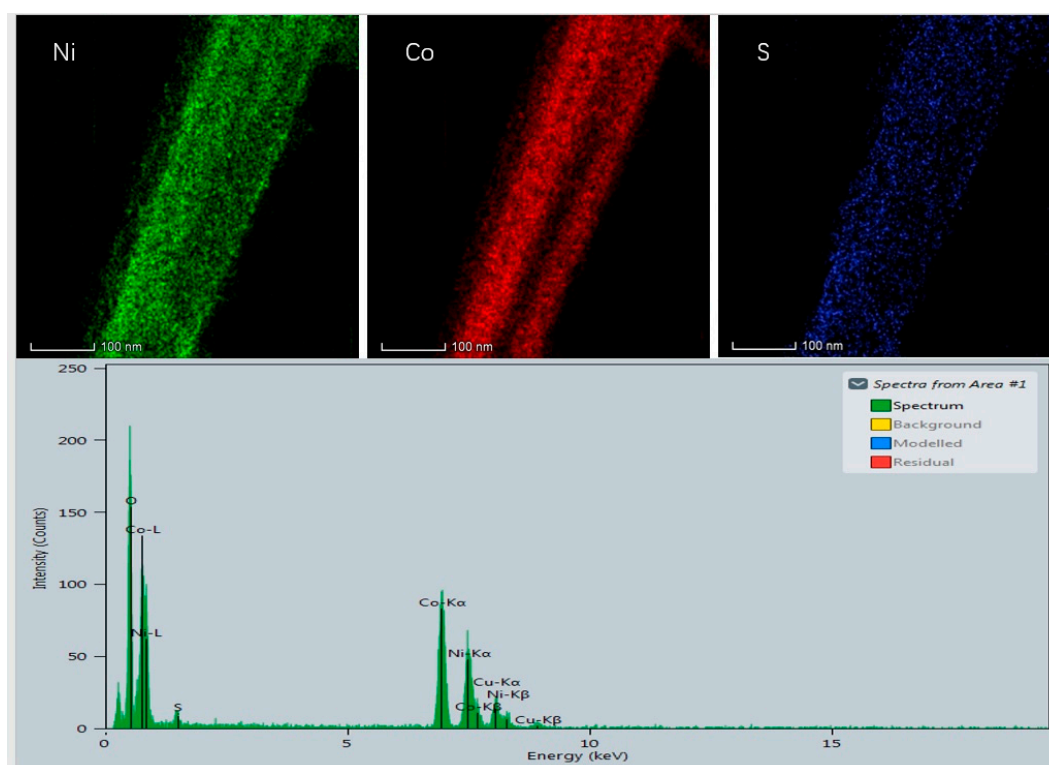 Ni
Co
S
100 nm
100 nm
100 nm
250
200
150
100
50
0
Intensity (Counts)
Spectra from Area #1
Spectrum
Background
Modelled
Residual
O
Co-L
Ni-L
S
Co-Kα
Ni-Kα
Cu-Kα
Ni-Kβ
Co-Kβ
Cu-Kβ
0
5
10
15
Energy (keV)